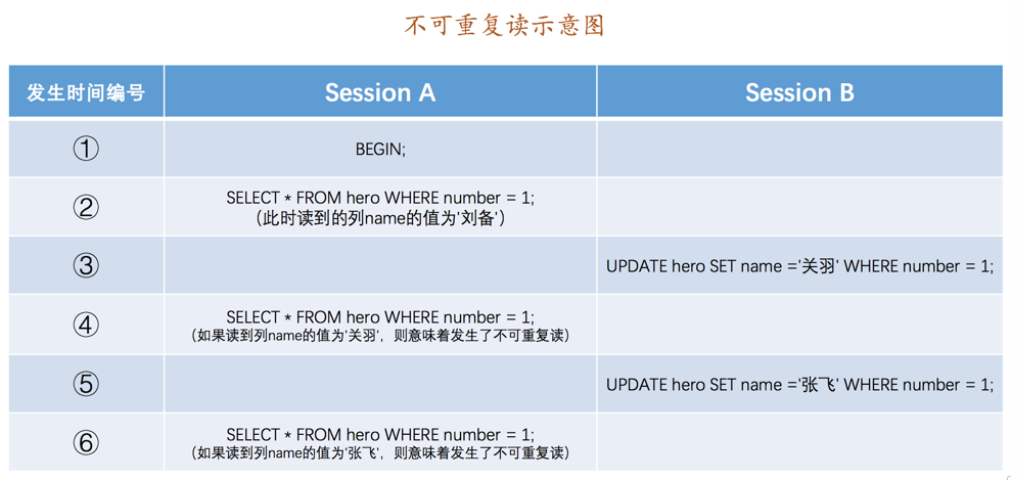 不可重复读示意图
发生时间编号 Session A Session B
① BEGIN;
② SELECT * FROM hero WHERE number = 1;
（此时读到的列name的值为'刘备'）
③ UPDATE hero SET name ='关羽' WHERE number = 1;
④ SELECT * FROM hero WHERE number = 1;
（如果读到列name的值为'关羽'，则意味着发生了不可重复读）
⑤ UPDATE hero SET name ='张飞' WHERE number = 1;
⑥ SELECT * FROM hero WHERE number = 1;
（如果读到列name的值为'张飞'，则意味着发生了不可重复读）